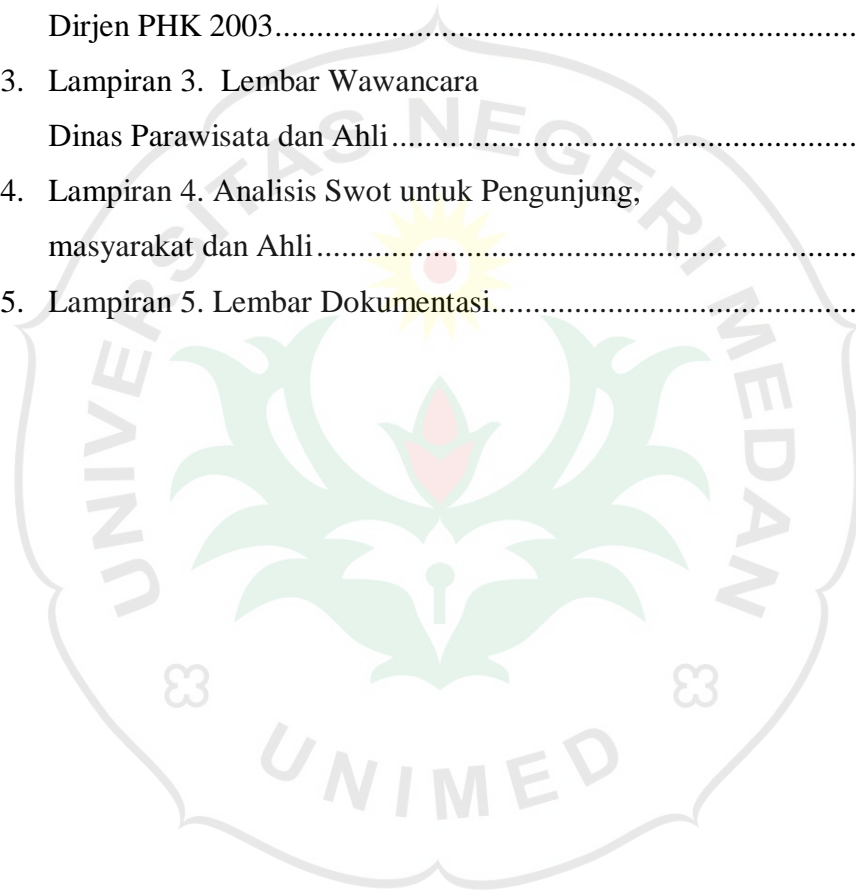 Dirjen PHK 2003...........................................................................
3. Lampiran 3. Lembar Wawancara
Dinas Parawisata dan Ahli............................................................
4. Lampiran 4. Analisis Swot untuk Pengunjung,
masyarakat dan Ahli......................................................................
5. Lampiran 5. Lembar Dokumentasi...............................................
UNIVERSITAS NEGERI MEDAN
UNIMED